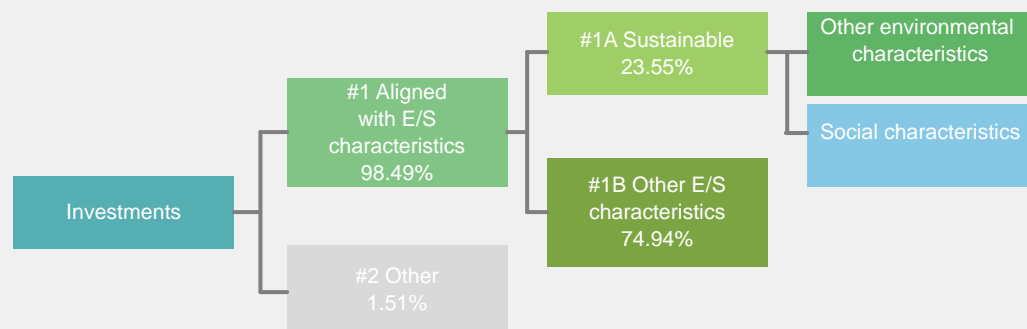 Investments
#1 Aligned
with E/S
characteristics
98.49%
#2 Other
1.51%
#1A Sustainable
23.55%
#1B Other E/S
characteristics
74.94%
Other environmental
characteristics
Social characteristics